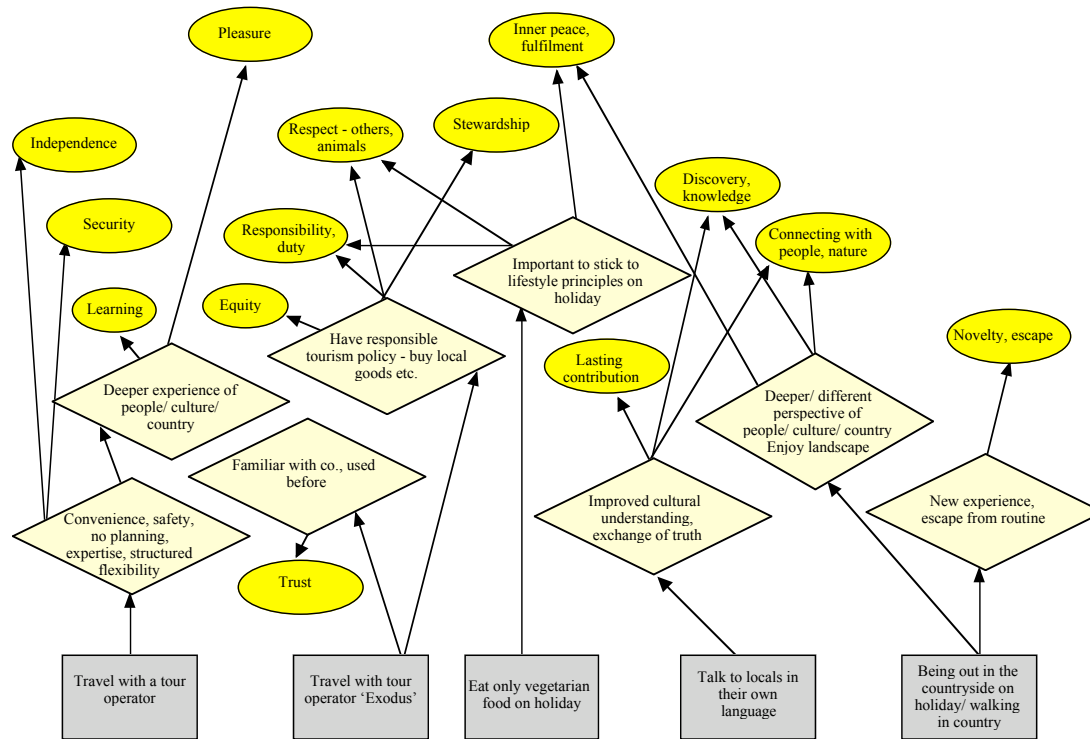 Pleasure
Inner peace,
fulfilment
Stewardship
Respect - others,
animals
Independence
Discovery,
knowledge
Security
Responsibility,
duty
Connecting with
people, nature
Important to stick to
lifestyle principles on
holiday
Learning
Equity
Novelty, escape
Have responsible
tourism policy - buy local
goods etc.
Lasting
contribution
Deeper experience of
people/ culture/
country
Deeper/ different
perspective of
people/ culture/ country
Enjoy landscape
Familiar with co., used
before
Improved cultural
understanding,
exchange of truth
New experience,
escape from routine
Convenience, safety,
no planning,
expertise, structured
flexibility
Trust
Travel with a tour
operator
Travel with tour
operator ‘Exodus’
Eat only vegetarian
food on holiday
Talk to locals in
their own
language
Being out in the
countryside on
holiday/ walking
in country